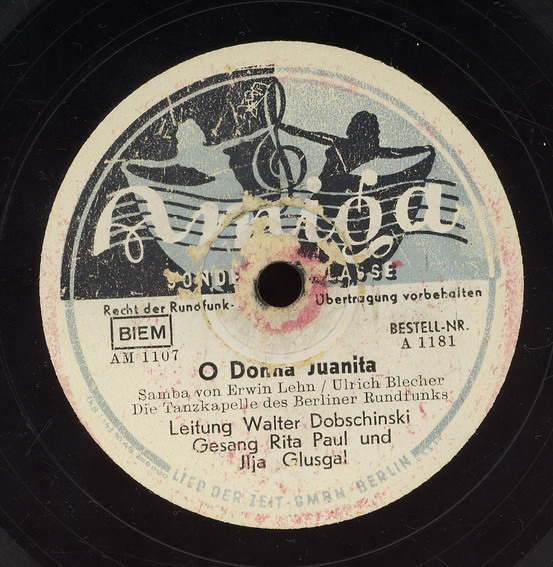 Amiga
Recht der Rundfunk-
Übertragung vorbehalten
BIEM
BESTELL-NR.
AM 1107
A 1181
O Donna Juanita
Samba von Erwin Lehn / Ulrich Blecher
Die Tanzkapelle des Berliner Rundfunks
Leitung Walter Dobschinski
Gesang Rita Paul und
Jlja Glusgal
LIED DER ZEIT · GMBH · BERLIN